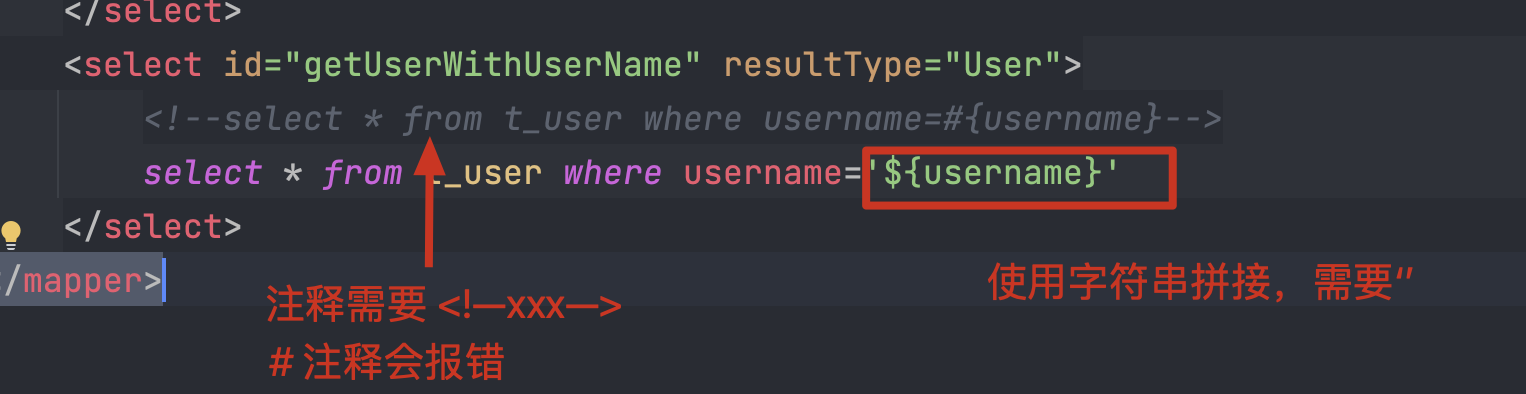 </select>
<select id="getUserWithUserName" resultType="User">
<!--select * from t_user where username=#{username}-->
select * from t_user where username='${username}'
</select>
</mapper>
使用字符串拼接，需要''
注释需要 <!—xxx—>
# 注释会报错